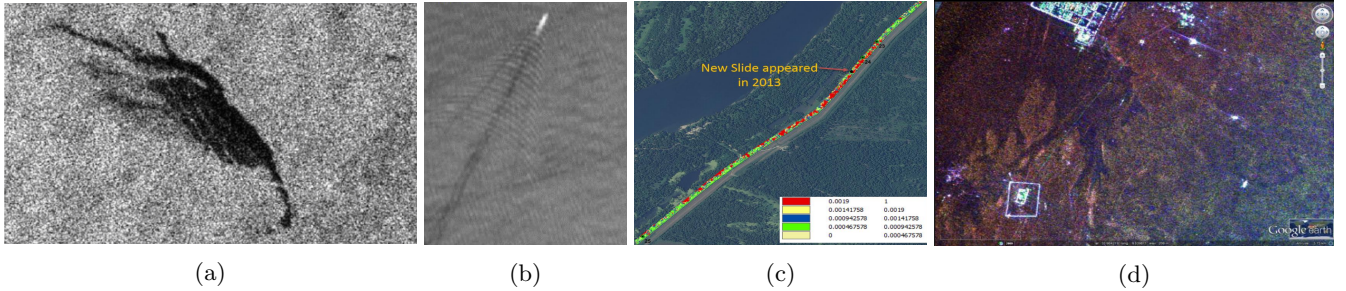 New Slide appeared
in 2013
0.0019 1
0.00141758 0.0019
0.000942578 0.00141758
0.000467578 0.000942578
0 0.000467578
Google earth
(a)
(b)
(c)
(d)